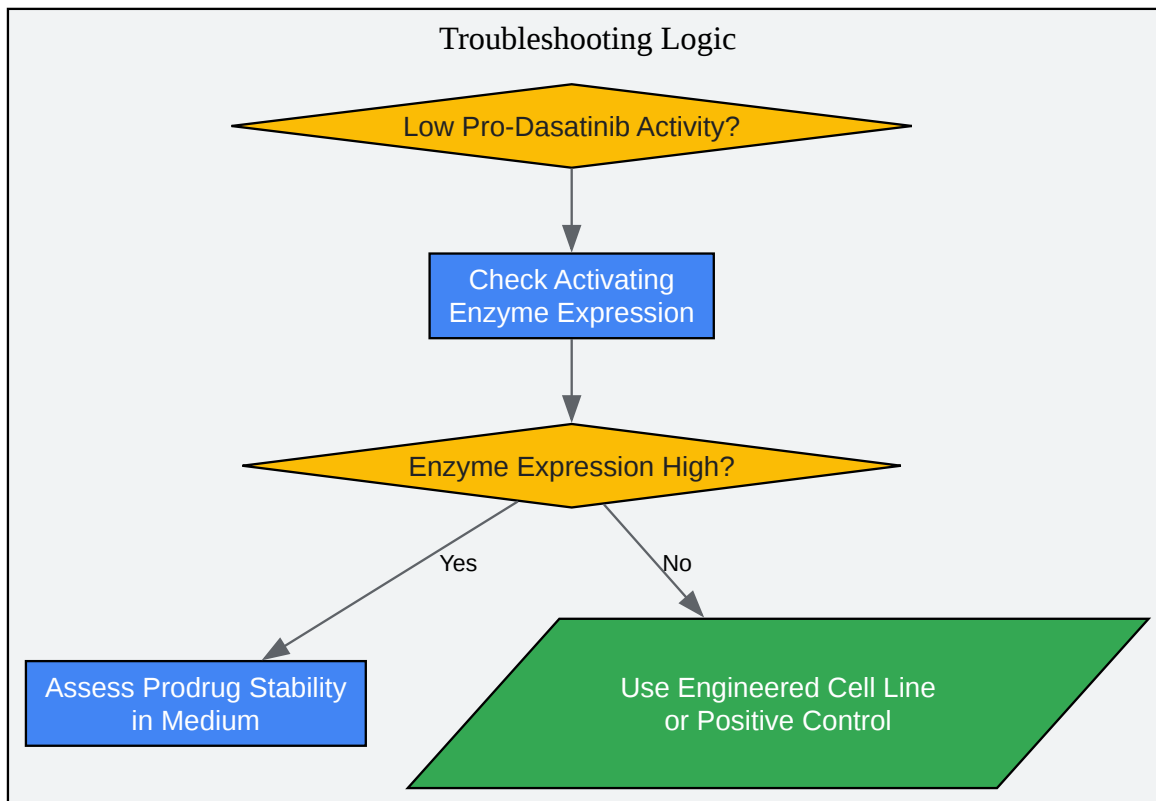 Troubleshooting Logic
Low Pro-Dasatinib Activity?
Check Activating
Enzyme Expression
Enzyme Expression High?
Yes
No
Assess Prodrug Stability
in Medium
Use Engineered Cell Line
or Positive Control